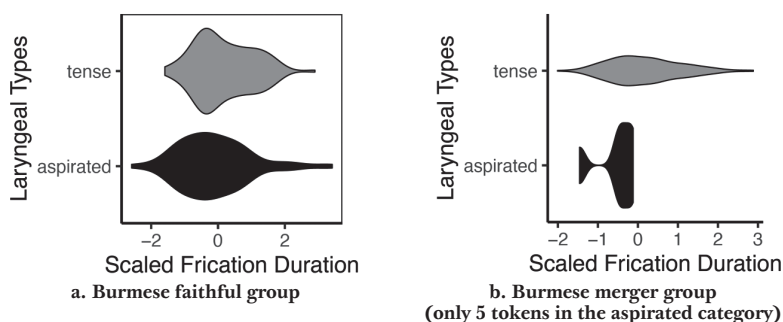 Laryngeal Types
tense
aspirated
−2 0 2
Scaled Frication Duration
a. Burmese faithful group
Laryngeal Types
tense
aspirated
−2 −1 0 1 2 3
Scaled Frication Duration
b. Burmese merger group
(only 5 tokens in the aspirated category)